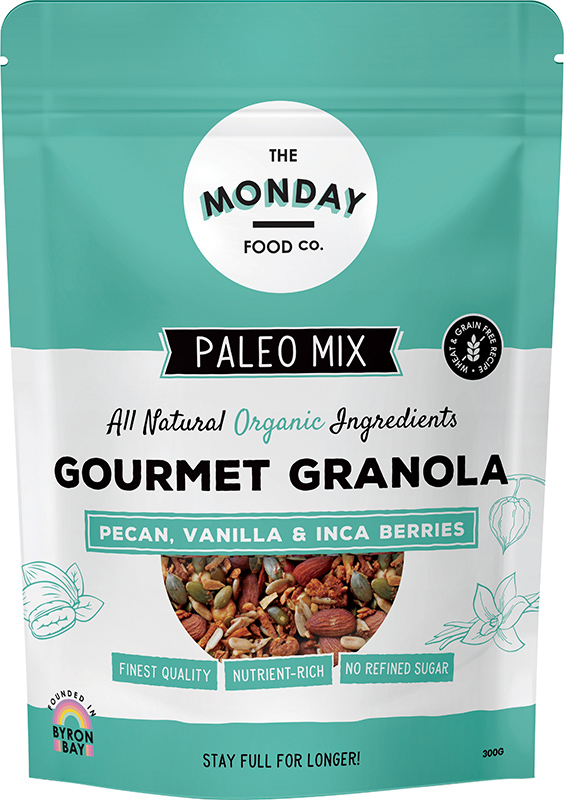 THE
MONDAY
FOOD CO.
PALEO MIX
WHEAT & GRAIN FREE RECIPE •
All Natural Organic Ingredients
GOURMET GRANOLA
PECAN, VANILLA & INCA BERRIES
FINEST QUALITY
NUTRIENT-RICH
NO REFINED SUGAR
FOUNDED IN
BYRON
BAY
STAY FULL FOR LONGER!
300G